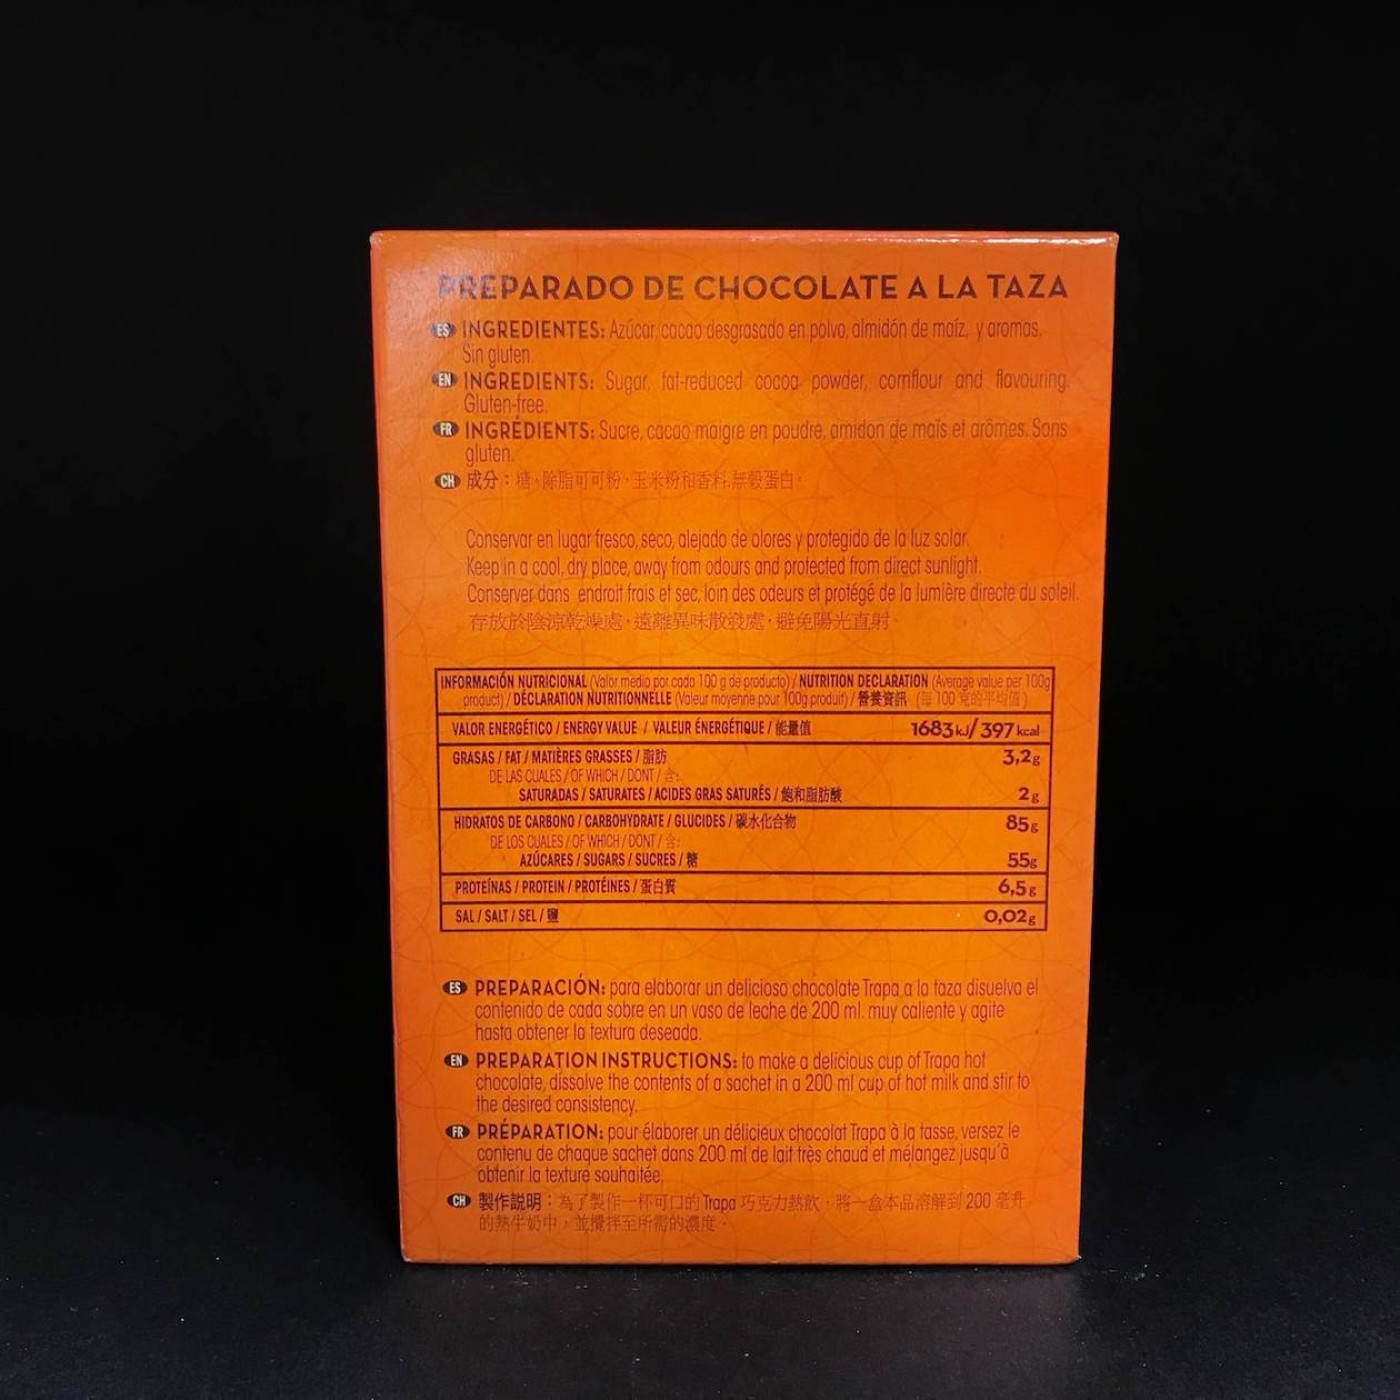 PREPARADO DE CHOCOLATE A LA TAZA
ES INGREDIENTES: Azúcar, cacao desgrasado en polvo, almidón de maíz, y aromas.
Sin gluten.
EN INGREDIENTS: Sugar, fat-reduced cocoa powder, cornflour and flavouring.
Gluten-free.
FR INGRÉDIENTS: Sucre, cacao maigre en poudre, amidon de maïs et arômes. Sans
gluten.
CH 成分：糖，除脂可可粉，玉米粉和香料.無穀蛋白。
Conservar en lugar fresco, seco, alejado de olores y protegido de la luz solar.
Keep in a cool, dry place, away from odours and protected from direct sunlight.
Conserver dans endroit frais et sec, loin des odeurs et protégé de la lumière directe du soleil.
存放於陰涼乾燥處，遠離異味散發處，避免陽光直射。
INFORMACIÓN NUTRICIONAL (Valor medio por cada 100 g de producto) / NUTRITION DECLARATION (Average value per 100g
product) / DÉCLARATION NUTRITIONNELLE (Valeur moyenne pour 100g produit) / 營養資訊 (每 100 克的平均值)
VALOR ENERGÉTICO / ENERGY VALUE / VALEUR ÉNERGÉTIQUE / 能量值 1683 kJ/ 397 kcal
GRASAS / FAT / MATIÈRES GRASSES / 脂肪 3,2 g
DE LAS CUALES / OF WHICH / DONT / 含:
SATURADAS / SATURATES / ACIDES GRAS SATURÉS / 飽和脂肪酸 2 g
HIDRATOS DE CARBONO / CARBOHYDRATE / GLUCIDES / 碳水化合物 85 g
DE LOS CUALES / OF WHICH / DONT / 含:
AZÚCARES / SUGARS / SUCRES / 糖 55g
PROTEÍNAS / PROTEIN / PROTÉINES / 蛋白質 6,5 g
SAL / SALT / SEL / 鹽 0,02 g
ES PREPARACIÓN: para elaborar un delicioso chocolate Trapa a la taza disuelva el
contenido de cada sobre en un vaso de leche de 200 ml. muy caliente y agite
hasta obtener la textura deseada.
EN PREPARATION INSTRUCTIONS: to make a delicious cup of Trapa hot
chocolate, dissolve the contents of a sachet in a 200 ml cup of hot milk and stir to
the desired consistency.
FR PRÉPARATION: pour élaborer un délicieux chocolat Trapa à la tasse, versez le
contenu de chaque sachet dans 200 ml de lait très chaud et mélangez jusqu'à
obtenir la texture souhaitée.
CH 製作説明：為了製作一杯可口的 Trapa 巧克力熱飲，將一盒本品溶解到 200 毫升
的熱牛奶中，並攪拌至所需的濃度。